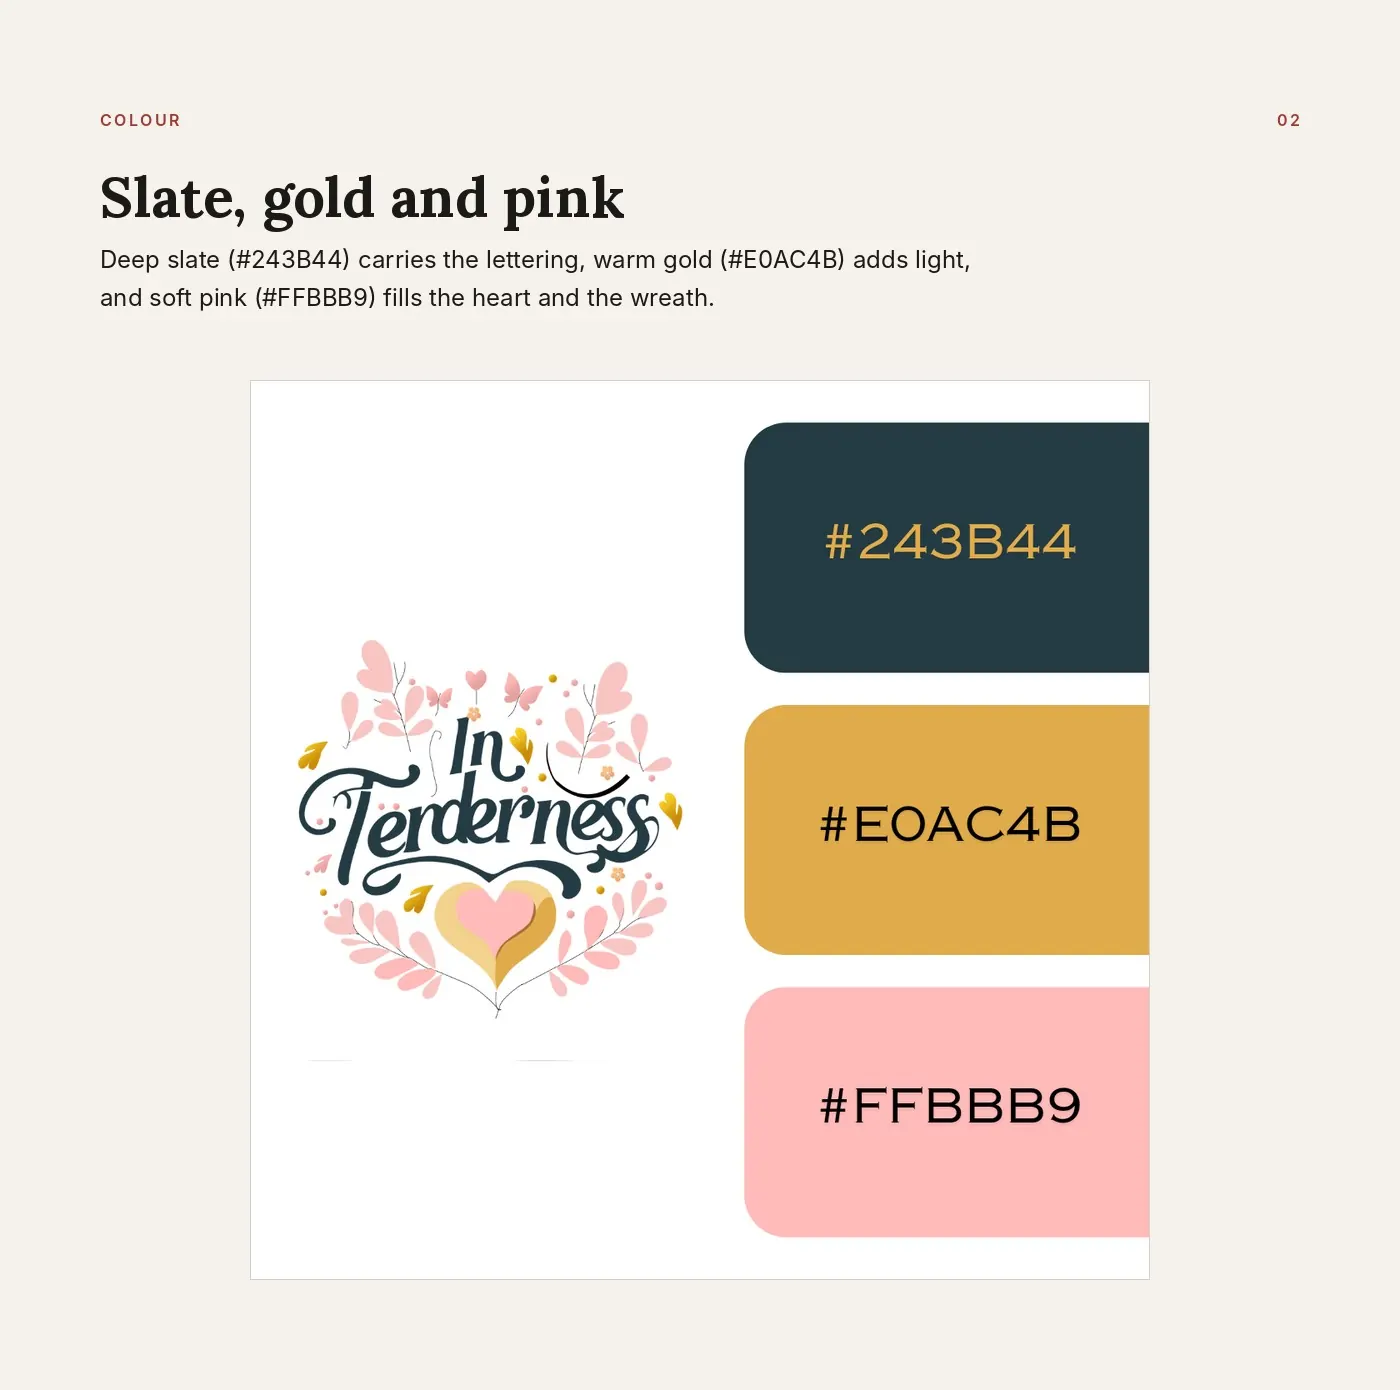 COLOUR
02
Slate, gold and pink
Deep slate (#243B44) carries the lettering, warm gold (#E0AC4B) adds light,
and soft pink (#FFBBB9) fills the heart and the wreath.
#243B44
In
Tenderness
#E0AC4B
#FFBBB9